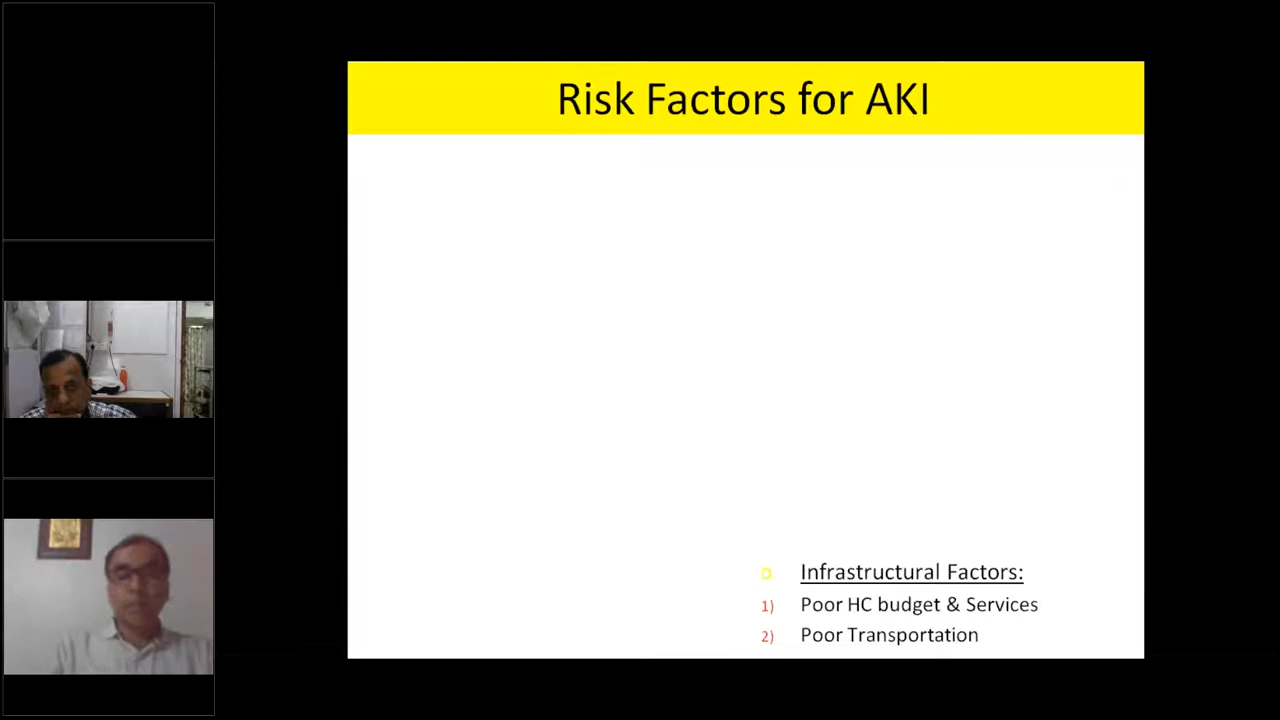 Risk Factors for AKI
D. Infrastructural Factors:
1) Poor HC budget & Services
2) Poor Transportation